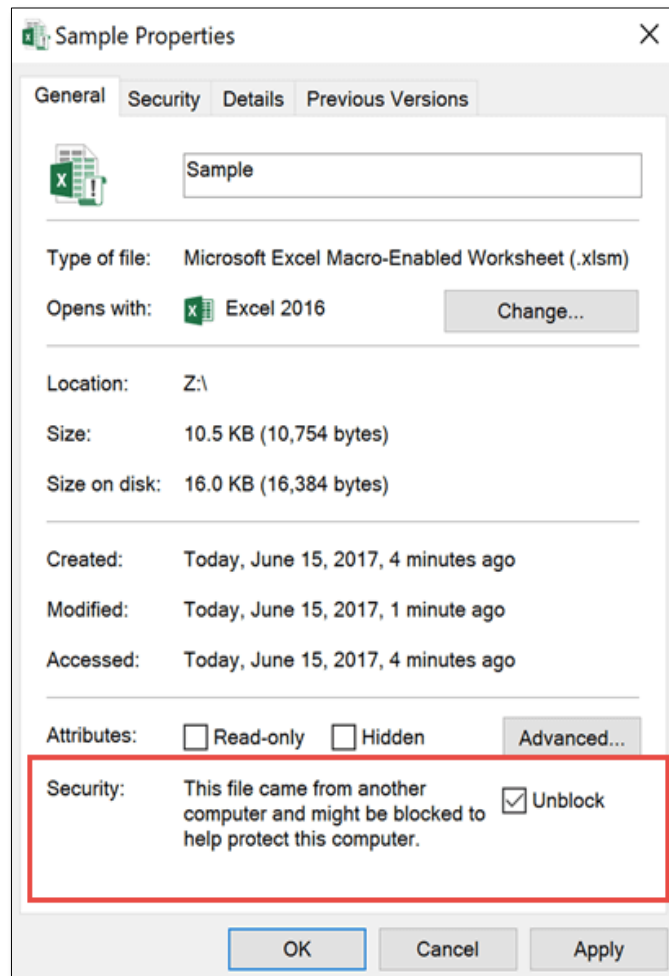 Sample Properties
General Security Details Previous Versions
Sample
Type of file: Microsoft Excel Macro-Enabled Worksheet (.xlsm)
Opens with: Excel 2016 Change...
Location: Z:\
Size: 10.5 KB (10,754 bytes)
Size on disk: 16.0 KB (16,384 bytes)
Created: Today, June 15, 2017, 4 minutes ago
Modified: Today, June 15, 2017, 1 minute ago
Accessed: Today, June 15, 2017, 4 minutes ago
Attributes: Read-only Hidden Advanced...
Security: This file came from another
computer and might be blocked to Unblock
help protect this computer.
OK Cancel Apply